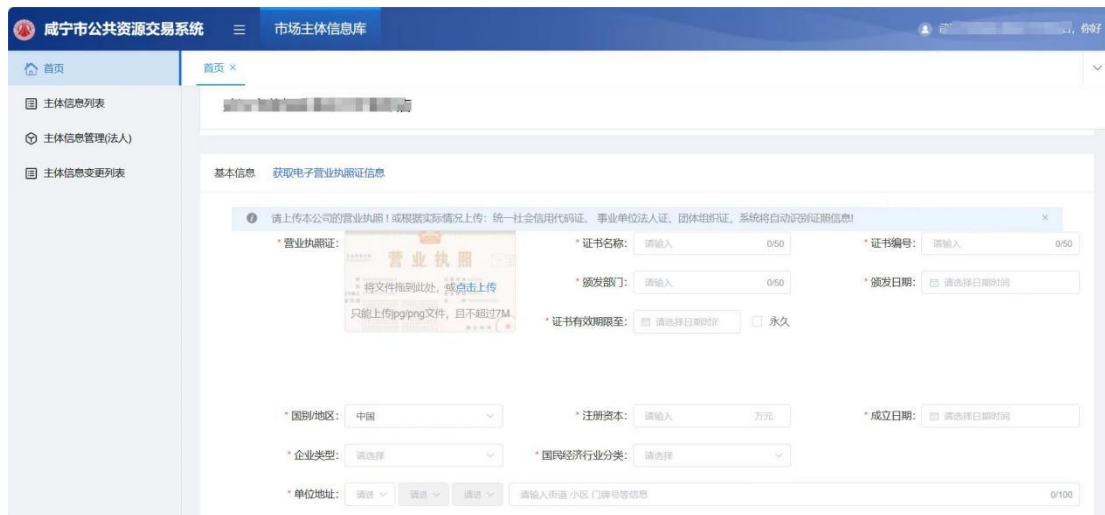 咸宁市公共资源交易系统 市场主体信息库 ，你好
首页 首页 ×
主体信息列表
主体信息管理(法人)
主体信息变更列表
基本信息 获取电子营业执照证信息
请上传本公司的营业执照！或根据实际情况上传：统一社会信用代码证、 事业单位法人证、团体组织证，系统将自动识别证照信息!
* 营业执照证： * 证书名称： 请输入 0/50 * 证书编号： 请输入 0/50
营业执照
将文件拖到此处，或点击上传 * 颁发部门： 请输入 0/50 * 颁发日期： 请选择日期时间
只能上传jpg/png文件，且不超过7M
* 证书有效期限至： 请选择日期时间 永久
* 国别/地区： 中国 * 注册资本： 请输入 万元 * 成立日期： 请选择日期时间
* 企业类型： 请选择 * 国民经济行业分类： 请选择
* 单位地址： 请选 请选 请选 请输入街道 小区 门牌号等信息 0/100